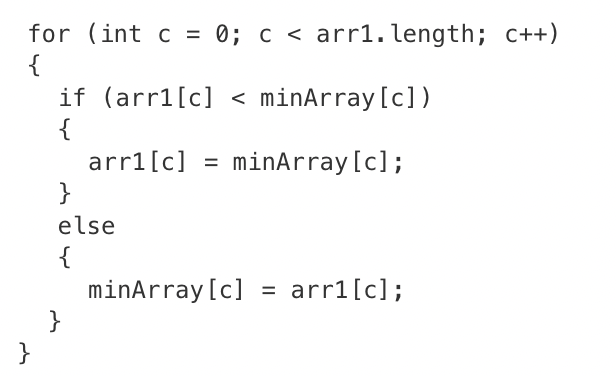 for (int c = 0; c < arr1.length; c++)
{
if (arr1[c] < minArray[c])
{
arr1[c] = minArray[c];
}
else
{
minArray[c] = arr1[c];
}
}